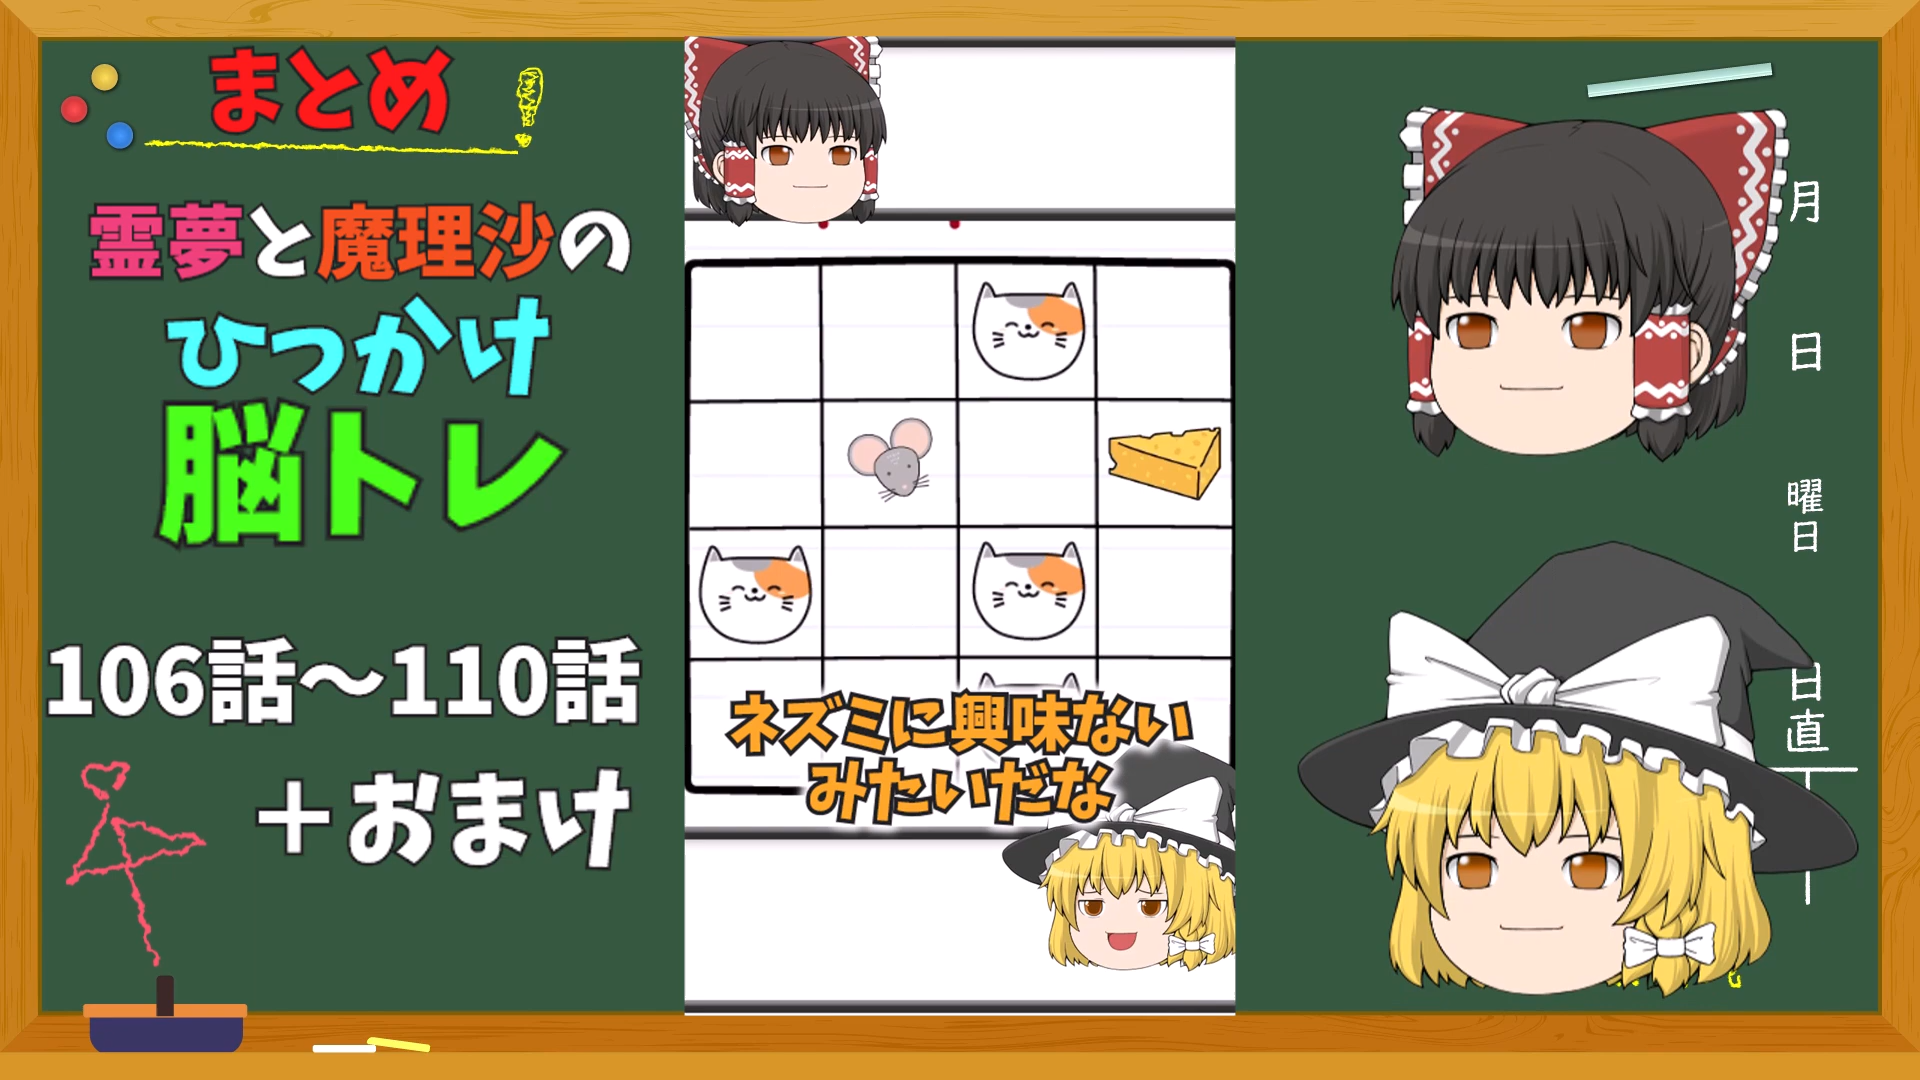 まとめ!
霊夢と魔理沙の
ひっかけ
脳トレ
106話～110話
＋おまけ
ネズミに興味ない
みたいだな
月
日
曜日
日直